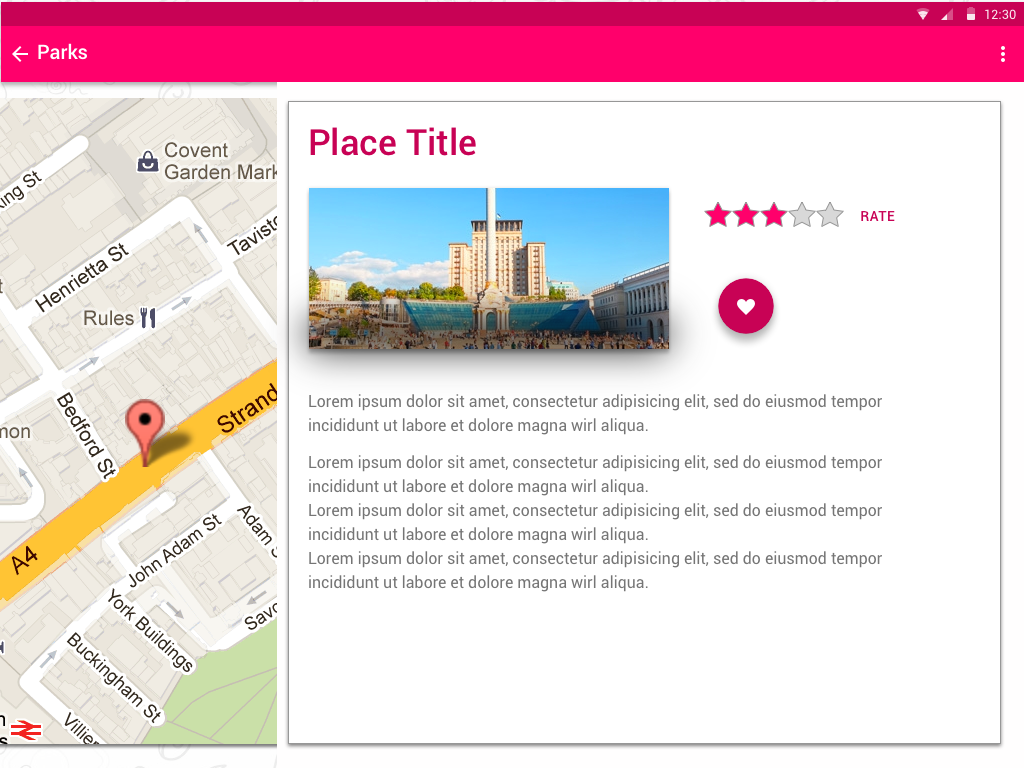 12:30
Parks
Covent
Garden Mark
ing St
Henrietta St
Tavisto
Rules
Bedford St
Strand
mon
A4
John Adam St
Adam S
York Buildings
Savo
Buckingham St
Villier
Place Title
RATE
Lorem ipsum dolor sit amet, consectetur adipisicing elit, sed do eiusmod tempor
incididunt ut labore et dolore magna wirl aliqua.
Lorem ipsum dolor sit amet, consectetur adipisicing elit, sed do eiusmod tempor
incididunt ut labore et dolore magna wirl aliqua.
Lorem ipsum dolor sit amet, consectetur adipisicing elit, sed do eiusmod tempor
incididunt ut labore et dolore magna wirl aliqua.
Lorem ipsum dolor sit amet, consectetur adipisicing elit, sed do eiusmod tempor
incididunt ut labore et dolore magna wirl aliqua.